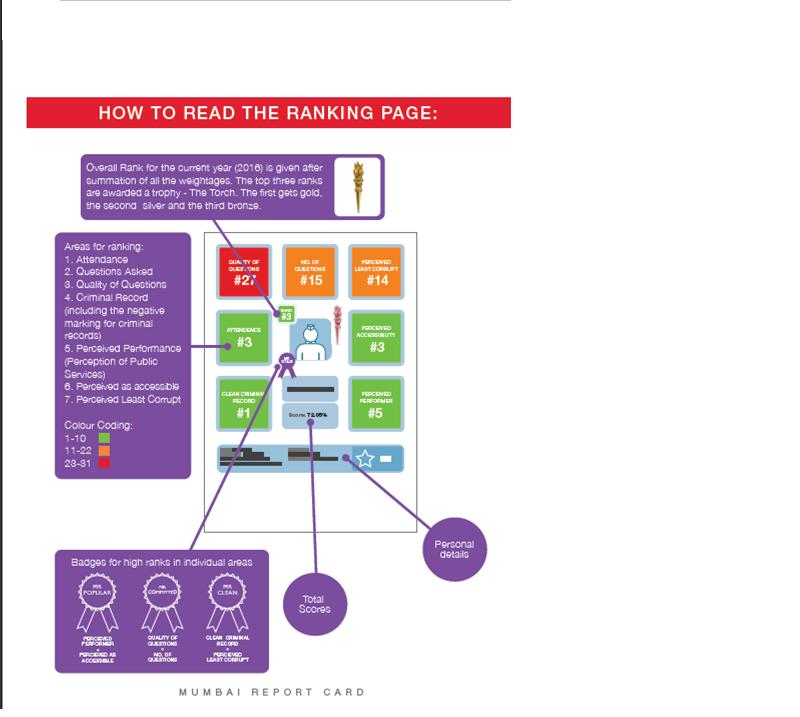 HOW TO READ THE RANKING PAGE:
Overall Rank for the current year (2016) is given after
summation of all the weightages. The top three ranks
are awarded a trophy - The Torch. The first gets gold,
the second silver and the third bronze.
Areas for ranking:
1. Attendance
2. Questions Asked
3. Quality of Questions
4. Criminal Record
(including the negative
marking for criminal
records)
5. Perceived Performance
(Perception of Public
Services)
6. Perceived as accessible
7. Perceived Least Corrupt
Colour Coding:
1-10
11-22
23-31
QUALITY OF
QUESTIONS
#27
NO. OF
QUESTIONS
#15
PERCEIVED
LEAST CORRUPT
#14
RANK
#3
ATTENDENCE
#3
PERCEIVED
ACCESSIBILITY
#3
CLEAN CRIMINAL
RECORD
#1
Score: 72.05%
PERCEIVED
PERFORMER
#5
Personal
details
Total
Scores
Badges for high ranks in individual areas
MR
POPULAR
MR
COMMITTED
MR
CLEAN
PERCIEVED
PERFORMER
+
PERCIEVED AS
ACCESSIBLE
QUALITY OF
QUESTIONS
+
NO. OF
QUESTIONS
CLEAN CRIMINAL
RECORD
+
PERCIEVED
LEAST CORRUPT
MUMBAI REPORT CARD